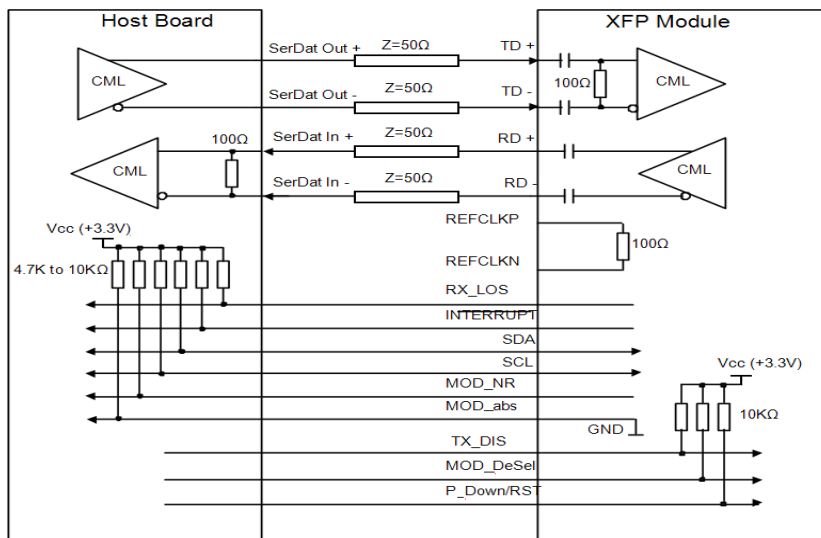 Host Board
XFP Module
SerDat Out +
Z=50Ω
TD +
CML
100Ω
CML
SerDat Out -
Z=50Ω
TD -
SerDat In +
Z=50Ω
RD +
100Ω
CML
CML
SerDat In -
Z=50Ω
RD -
REFCLKP
Vcc (+3.3V)
100Ω
4.7K to 10KΩ
REFCLKN
RX_LOS
INTERRUPT
SDA
SCL
Vcc (+3.3V)
MOD_NR
MOD_abs
10KΩ
GND
TX_DIS
MOD_DeSel
P_Down/RST